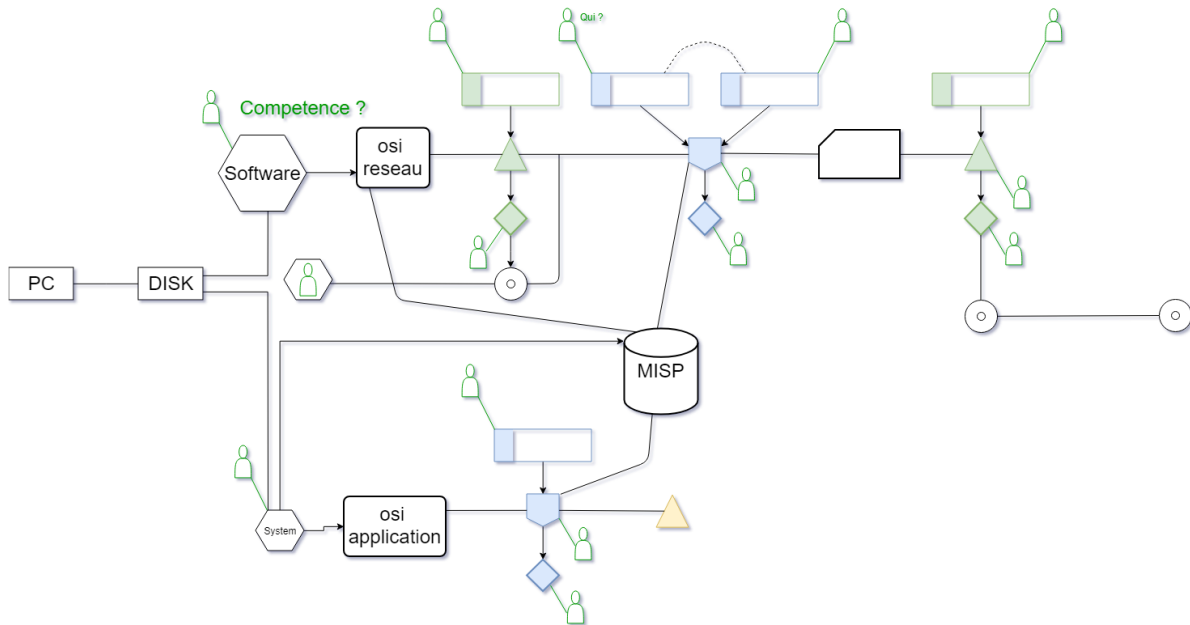 Qui ?
Competence ?
osi
reseau
Software
PC
DISK
MISP
System
osi
application